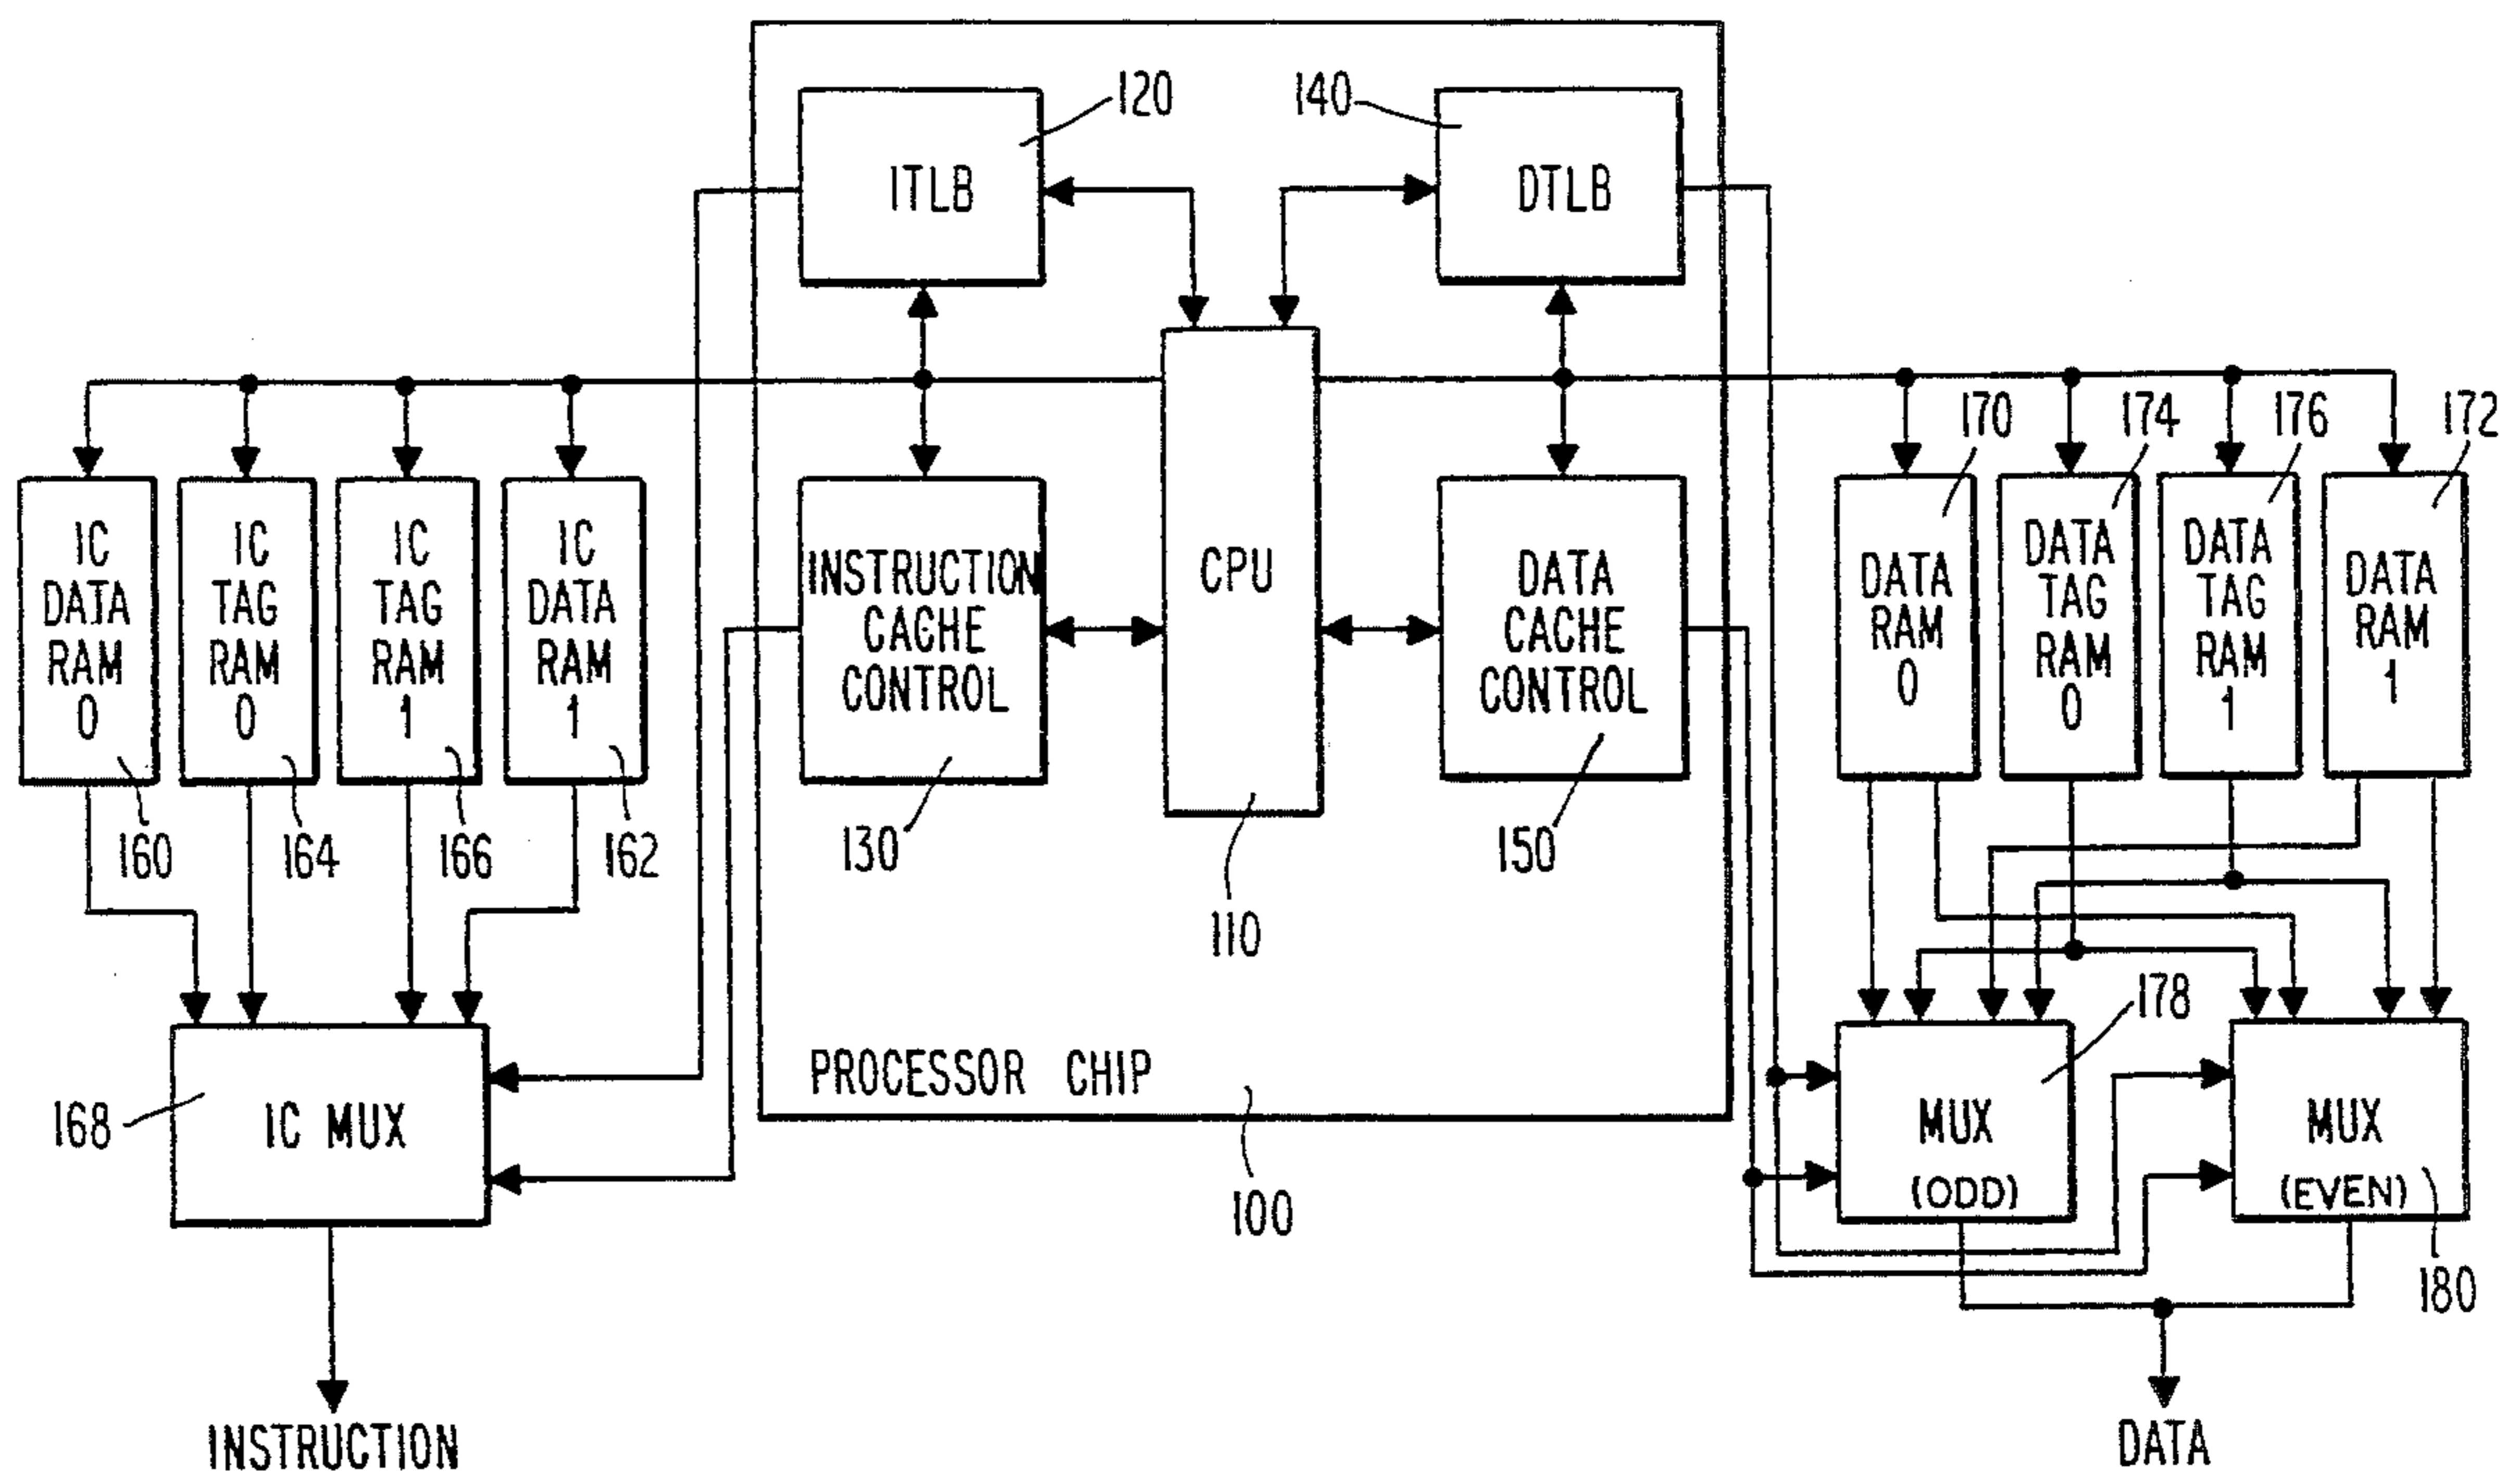 120
140
ITLB
DTLB
170
174
176
172
IC
DATA
RAM
0
IC
TAG
RAM
0
IC
TAG
RAM
1
IC
DATA
RAM
1
INSTRUCTION
CACHE
CONTROL
CPU
DATA
CACHE
CONTROL
DATA
RAM
0
DATA
TAG
RAM
0
DATA
TAG
RAM
1
DATA
RAM
1
160
164
166
162
130
110
150
178
PROCESSOR CHIP
100
168
IC MUX
MUX
(ODD)
MUX
(EVEN)
180
INSTRUCTION
DATA